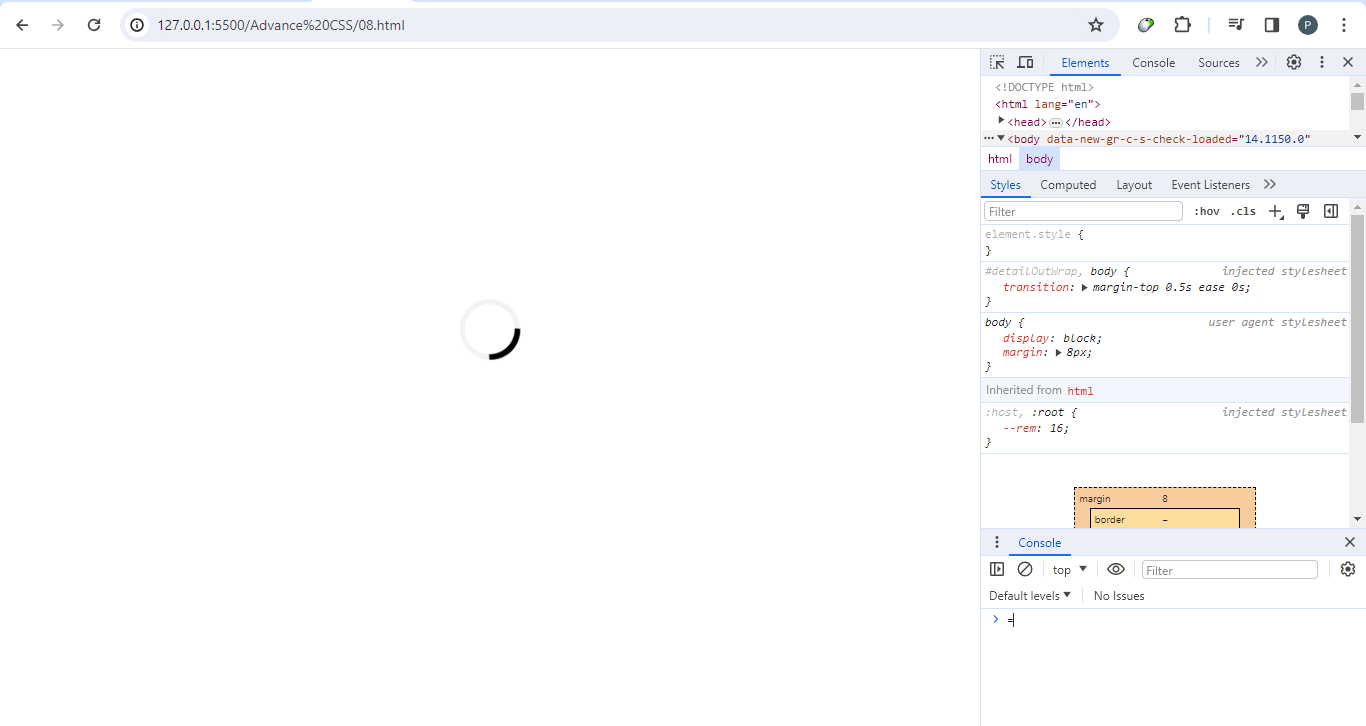 127.0.0.1:5500/Advance%20CSS/08.html
P
Elements Console Sources
<!DOCTYPE html>
<html lang="en">
<head> </head>
<body data-new-gr-c-s-check-loaded="14.1150.0"
html body
Styles Computed Layout Event Listeners
Filter :hov .cls
element.style {
}
#detailOutWrap, body { injected stylesheet
transition: margin-top 0.5s ease 0s;
}
body { user agent stylesheet
display: block;
margin: 8px;
}
Inherited from html
:host, :root { injected stylesheet
--rem: 16;
}
margin 8
border –
Console
top Filter
Default levels No Issues
> =